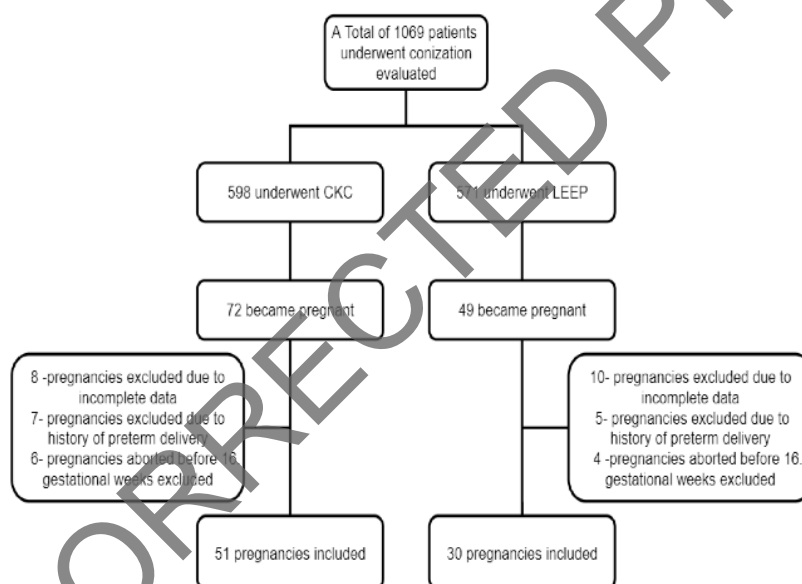 A Total of 1069 patients
underwent conization
evaluated
598 underwent CKC
571 underwent LEEP
72 became pregnant
49 became pregnant
8 -pregnancies excluded due to
incomplete data
7- pregnancies excluded due to
history of preterm delivery
6- pregnancies aborted before 16.
gestational weeks excluded
10- pregnancies excluded due to
incomplete data
5- pregnancies excluded due to
history of preterm delivery
4 -pregnancies aborted before 16.
gestational weeks excluded
51 pregnancies included
30 pregnancies included
ORRECTED PR